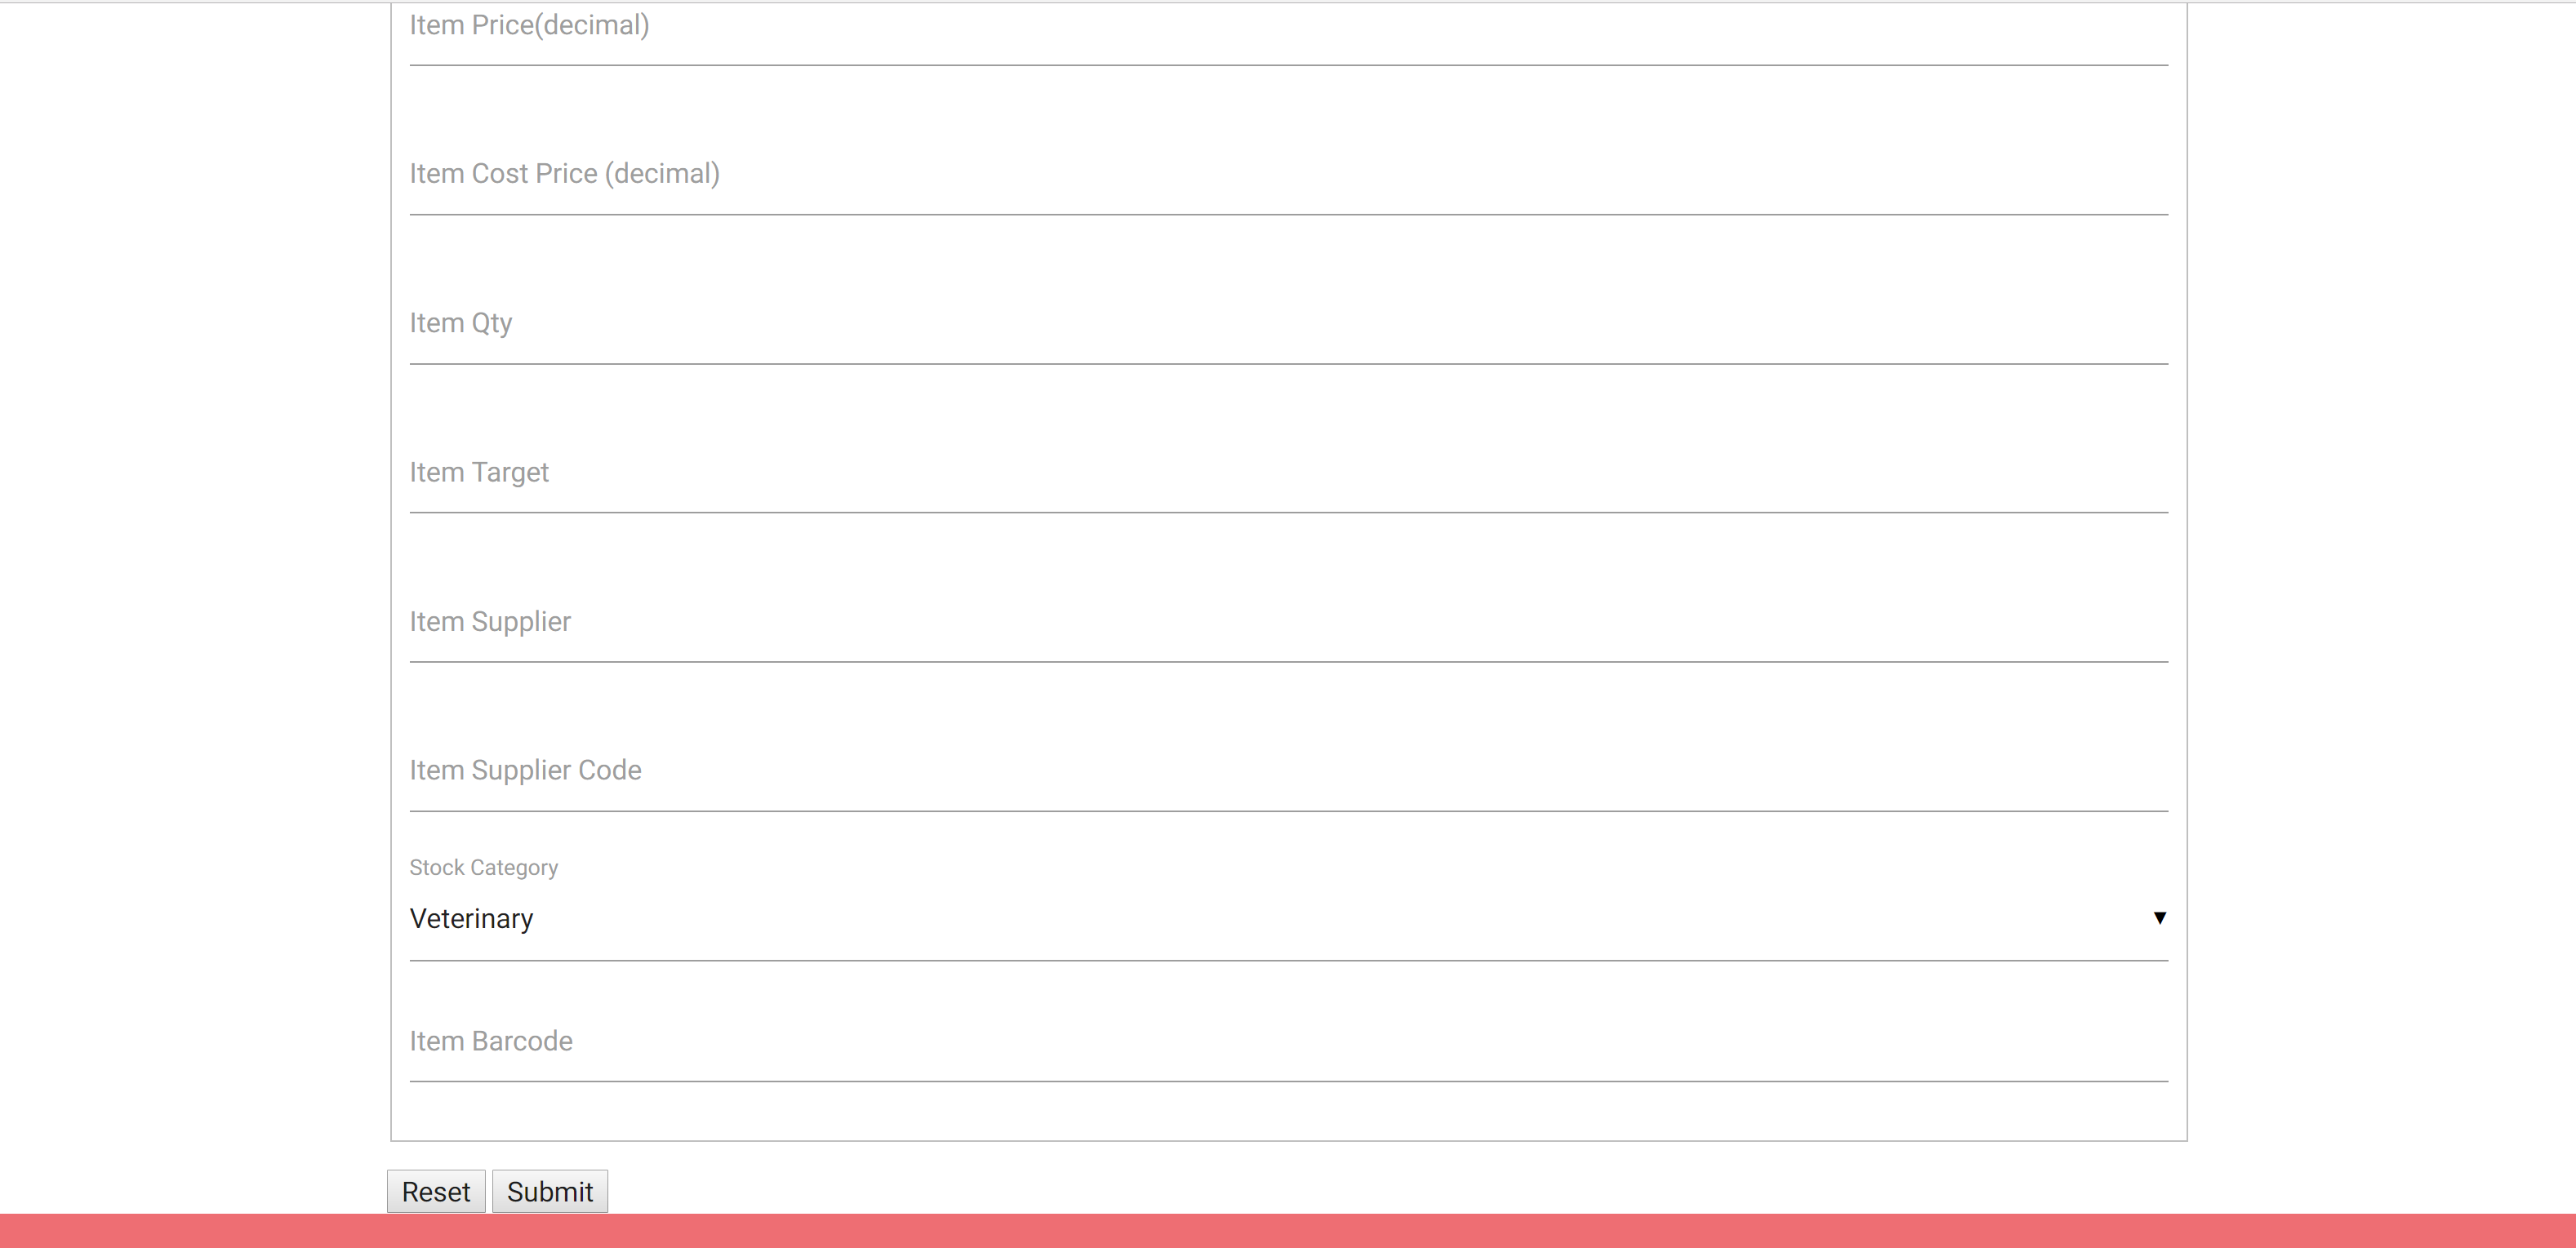 Item Price(decimal)
Item Cost Price (decimal)
Item Qty
Item Target
Item Supplier
Item Supplier Code
Stock Category
Veterinary
Item Barcode
Reset Submit